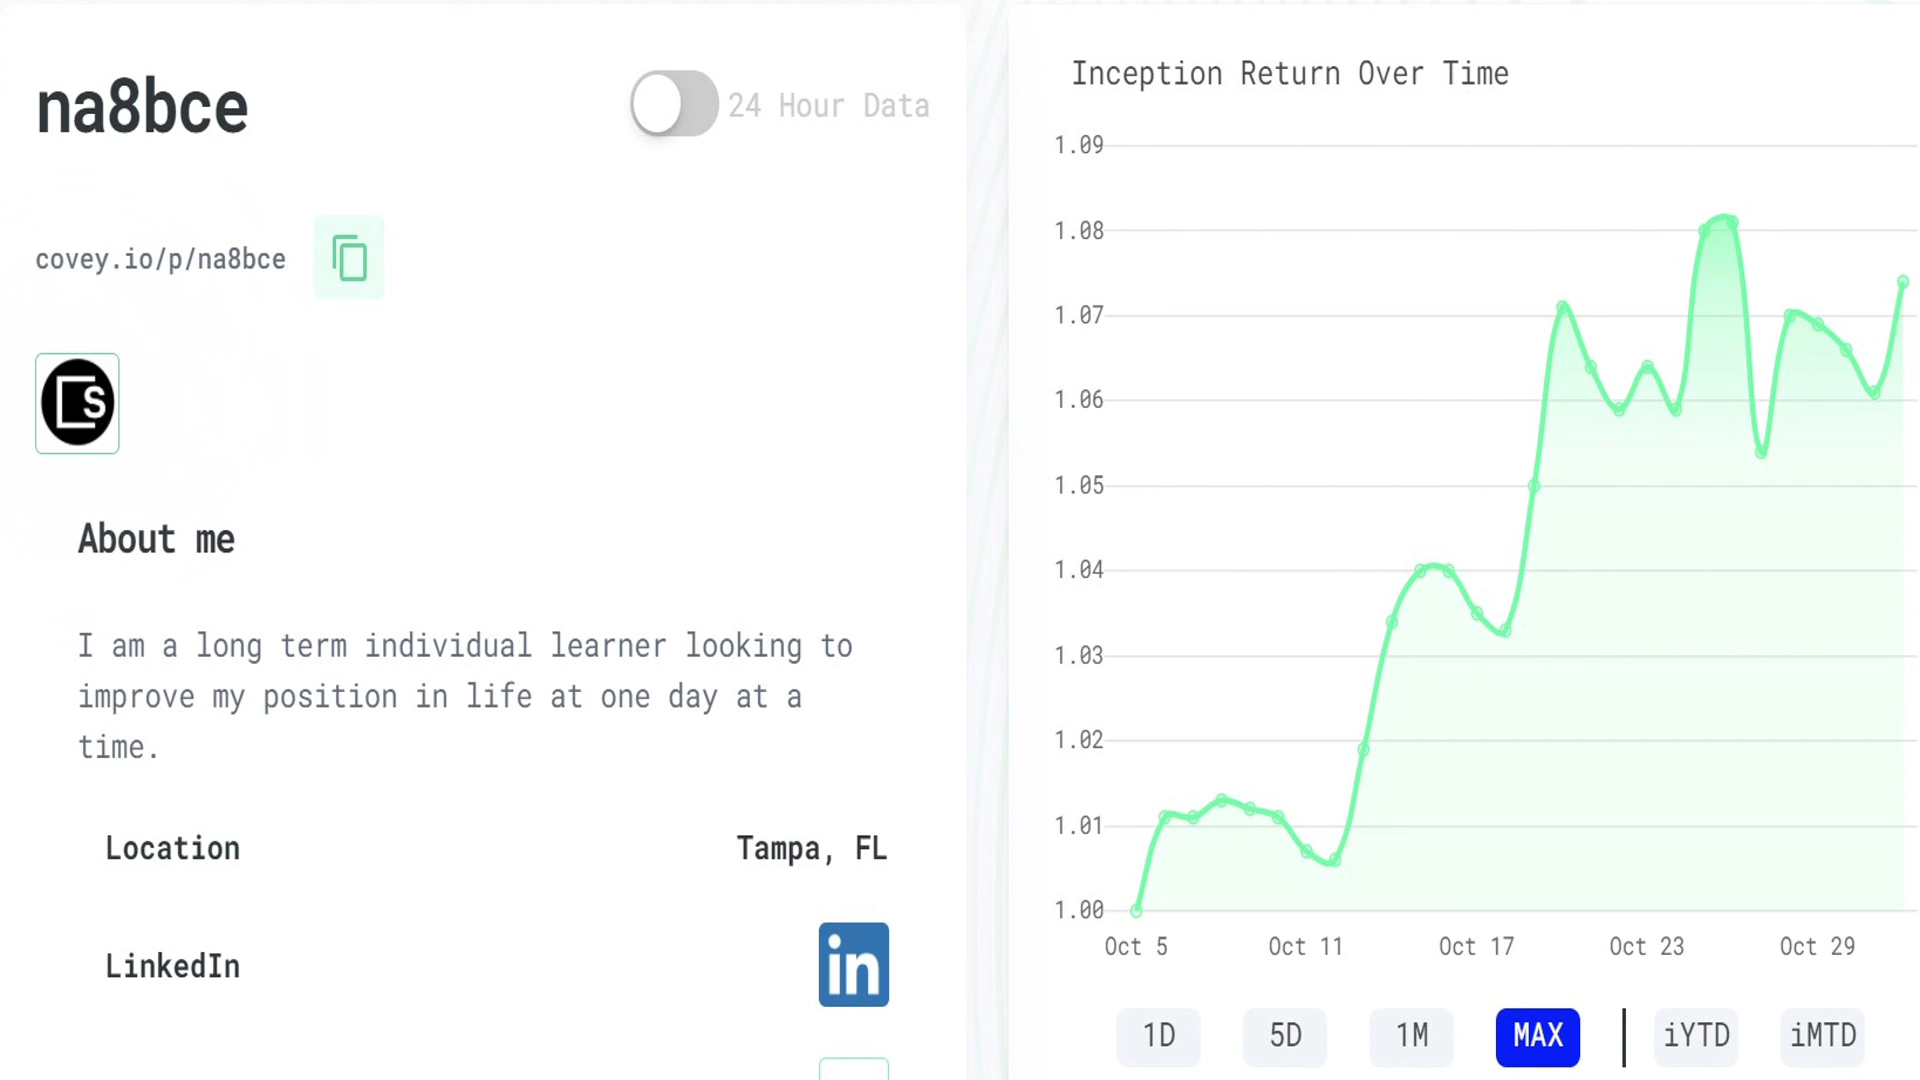 na8bce
24 Hour Data
covey.io/p/na8bce
S
About me
I am a long term individual learner looking to
improve my position in life at one day at a
time.
Location
Tampa, FL
LinkedIn
in
Inception Return Over Time
1.09
1.08
1.07
1.06
1.05
1.04
1.03
1.02
1.01
1.00
Oct 5
Oct 11
Oct 17
Oct 23
Oct 29
1D
5D
1M
MAX
iYTD
iMTD